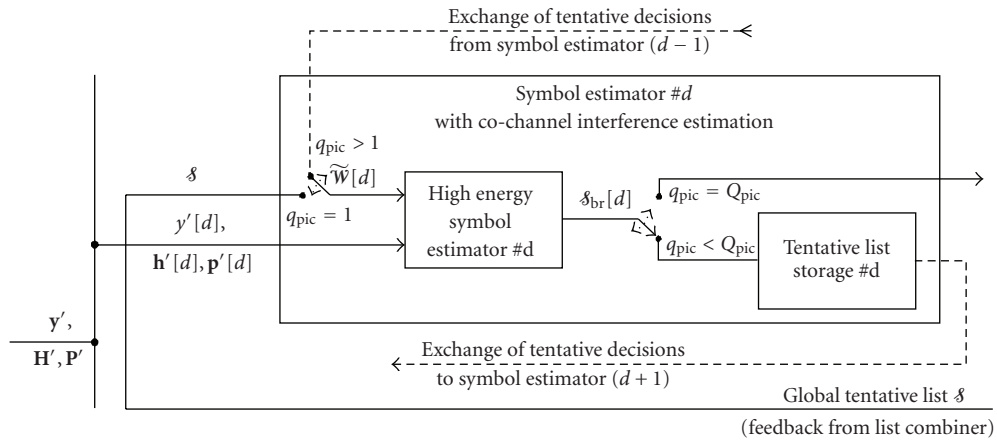 Exchange of tentative decisions
from symbol estimator (d − 1)
Symbol estimator #d
with co-channel interference estimation
q_pic > 1
𝓢
W̃[d]
q_pic = 1
y′[d],
h′[d], p′[d]
High energy
symbol
estimator #d
𝓢_br[d]
q_pic = Q_pic
q_pic < Q_pic
Tentative list
storage #d
y′,
H′, P′
Exchange of tentative decisions
to symbol estimator (d + 1)
Global tentative list 𝓢
(feedback from list combiner)